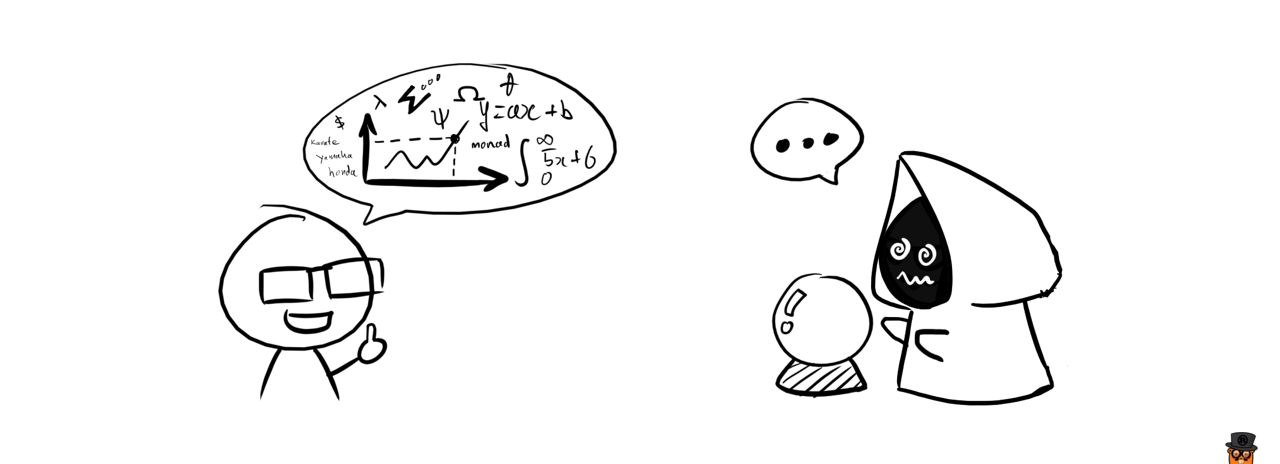 $
λ
Ω
Ψ
y=ax+b
karate
yamaha
honda
monad
∫
∞
5x+6
0
...